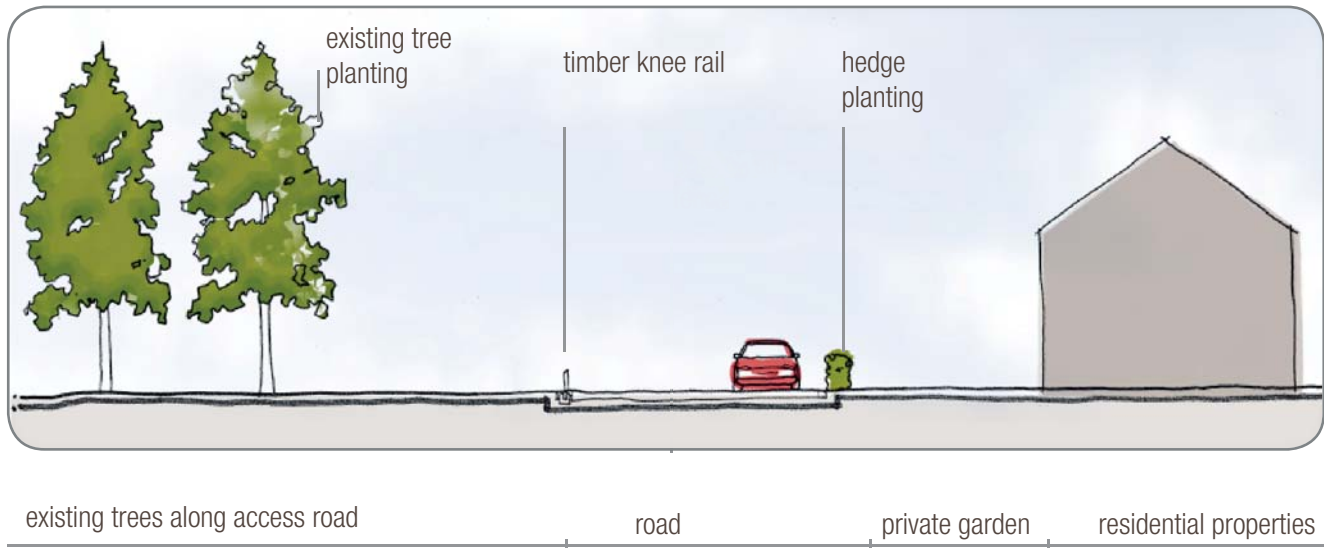 existing tree
planting
timber knee rail
hedge
planting
existing trees along access road
road
private garden
residential properties